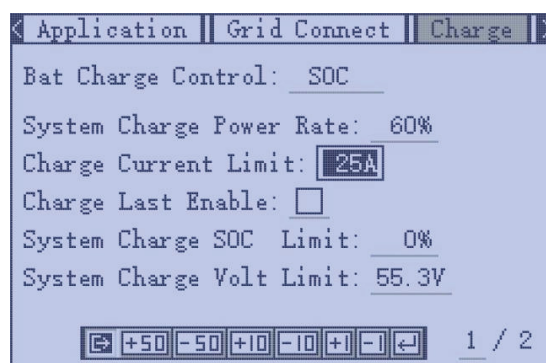 Application Grid Connect Charge
Bat Charge Control: SOC
System Charge Power Rate: 60%
Charge Current Limit: 25A
Charge Last Enable:
System Charge SOC Limit: 0%
System Charge Volt Limit: 55.3V
+50 -50 +10 -10 +1 -1 1 / 2